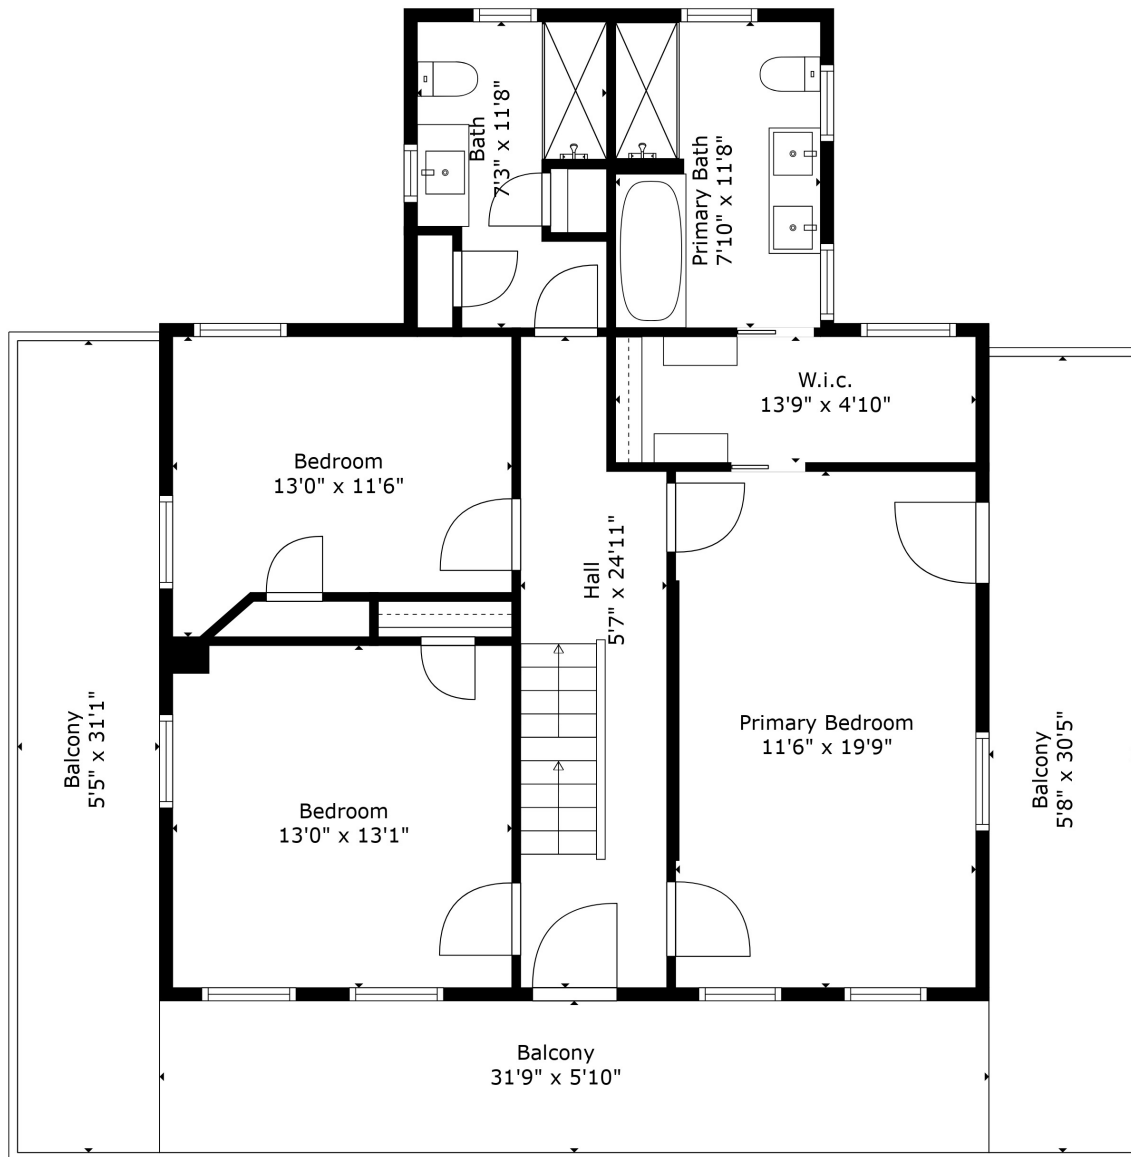 Bath
7'3" x 11'8"
Primary Bath
7'10" x 11'8"
W.i.c.
13'9" x 4'10"
Bedroom
13'0" x 11'6"
Hall
5'7" x 24'11"
Primary Bedroom
11'6" x 19'9"
Balcony
5'5" x 31'1"
Balcony
5'8" x 30'5"
Bedroom
13'0" x 13'1"
Balcony
31'9" x 5'10"